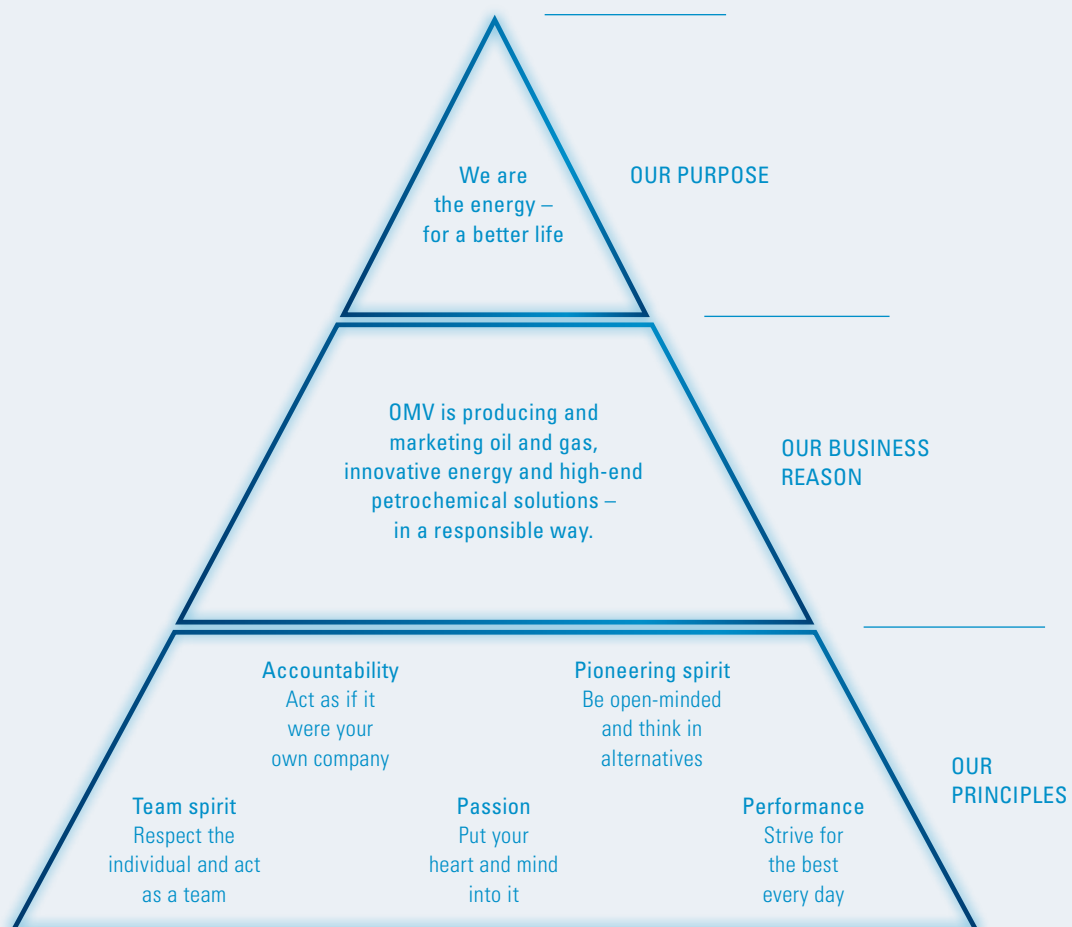 We are
the energy –
for a better life
OUR PURPOSE
OMV is producing and
marketing oil and gas,
innovative energy and high-end
petrochemical solutions –
in a responsible way.
OUR BUSINESS
REASON
Accountability
Act as if it
were your
own company
Pioneering spirit
Be open-minded
and think in
alternatives
Team spirit
Respect the
individual and act
as a team
Passion
Put your
heart and mind
into it
Performance
Strive for
the best
every day
OUR
PRINCIPLES